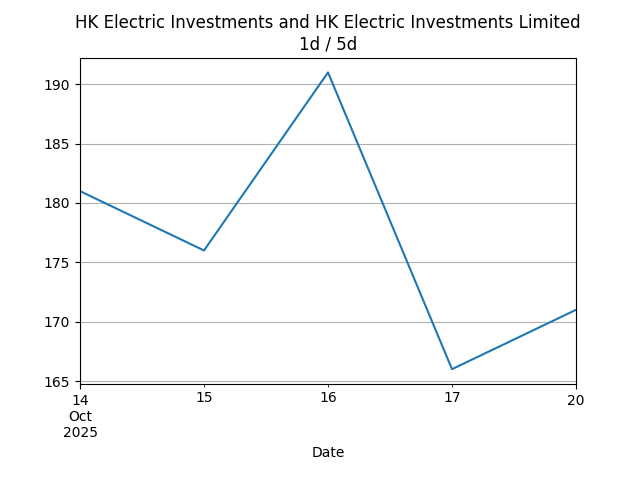 HK Electric Investments and HK Electric Investments Limited
1d / 5d
190
185
180
175
170
165
14 15 16 17 20
Oct
2025
Date